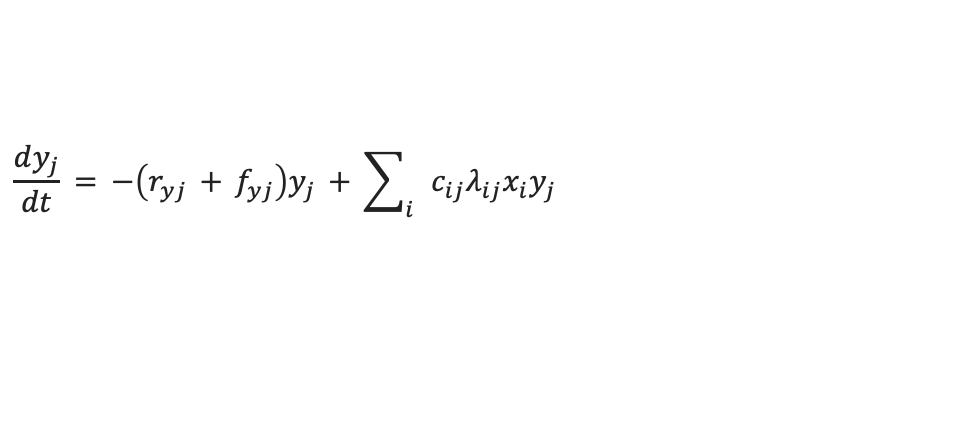 dy_j/dt = −(r_yj + f_yj)y_j + ∑_i c_ij λ_ij x_i y_j